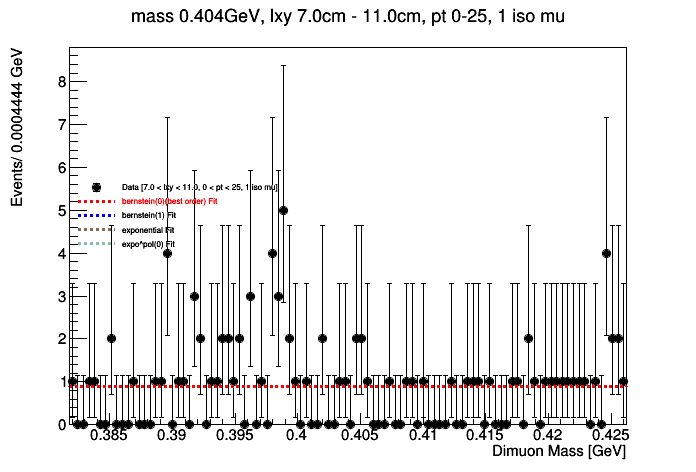 mass 0.404GeV, lxy 7.0cm - 11.0cm, pt 0-25, 1 iso mu
Events/ 0.0004444 GeV
8
7
6
5
4
3
2
1
0
Data [7.0 < lxy < 11.0, 0 < pt < 25, 1 iso mu]
bernstein(0)(best order) Fit
bernstein(1) Fit
exponential Fit
expo^pol(0) Fit
0.385 0.39 0.395 0.4 0.405 0.41 0.415 0.42 0.425
Dimuon Mass [GeV]